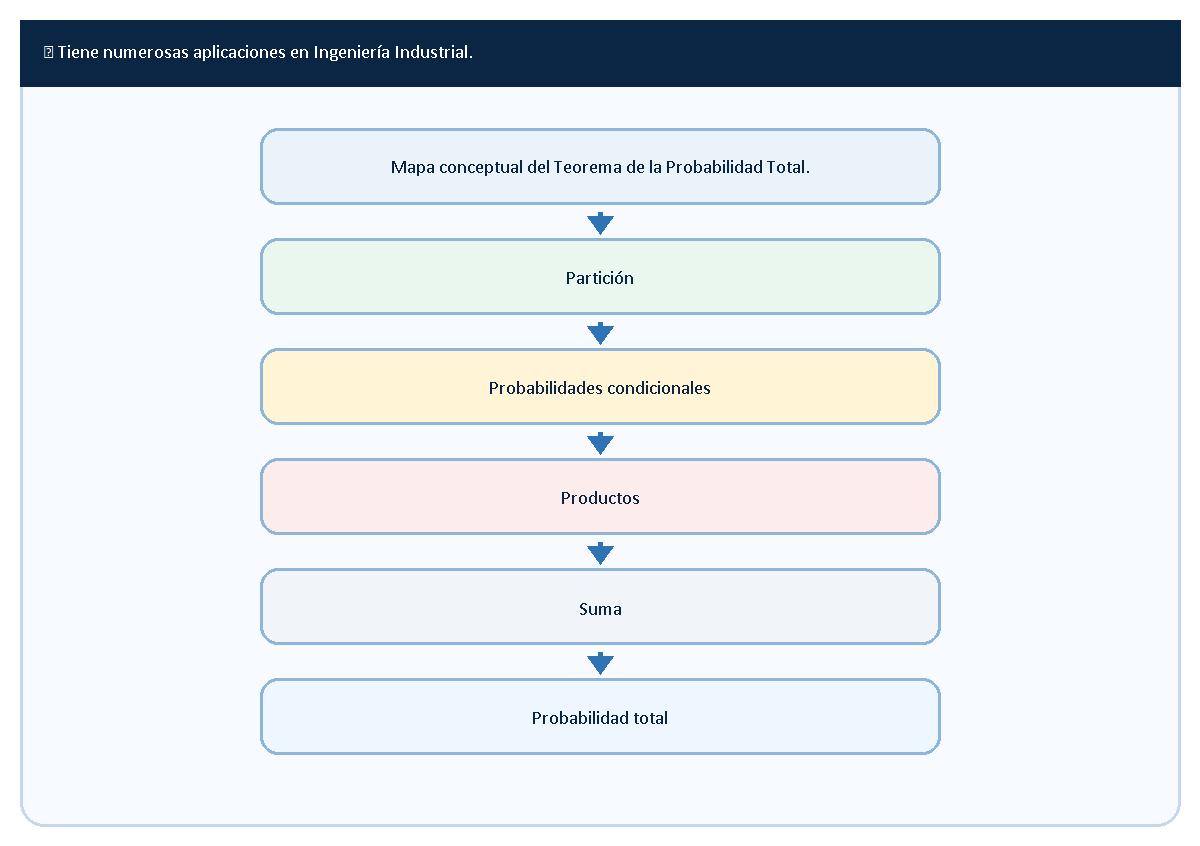 Tiene numerosas aplicaciones en Ingeniería Industrial.
Mapa conceptual del Teorema de la Probabilidad Total.
Partición
Probabilidades condicionales
Productos
Suma
Probabilidad total